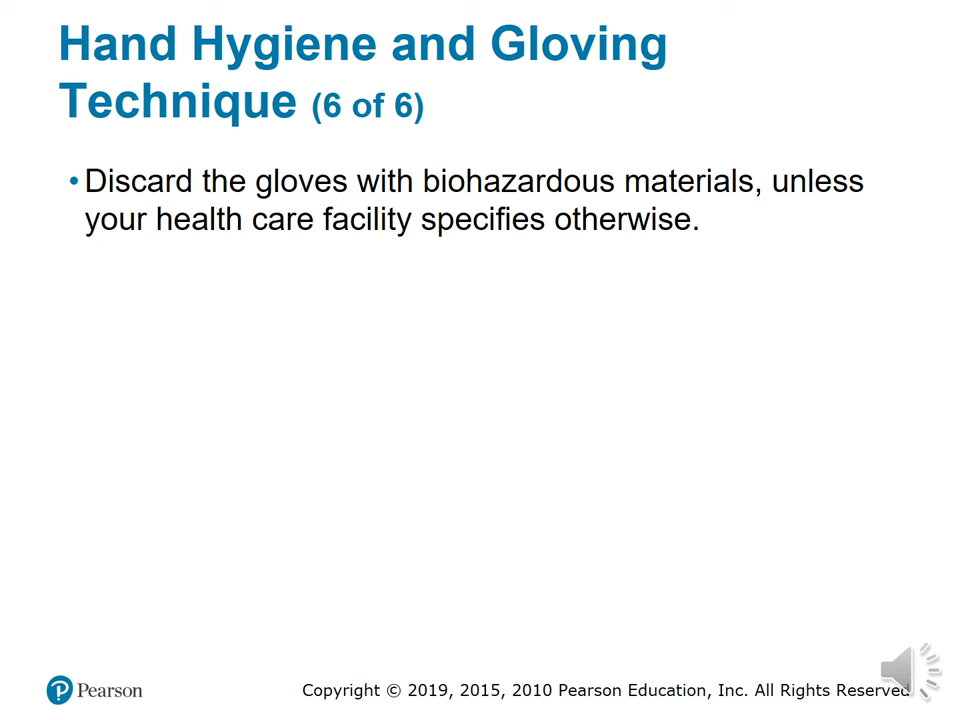 Hand Hygiene and Gloving
Technique (6 of 6)
• Discard the gloves with biohazardous materials, unless
your health care facility specifies otherwise.
Pearson
Copyright © 2019, 2015, 2010 Pearson Education, Inc. All Rights Reserved